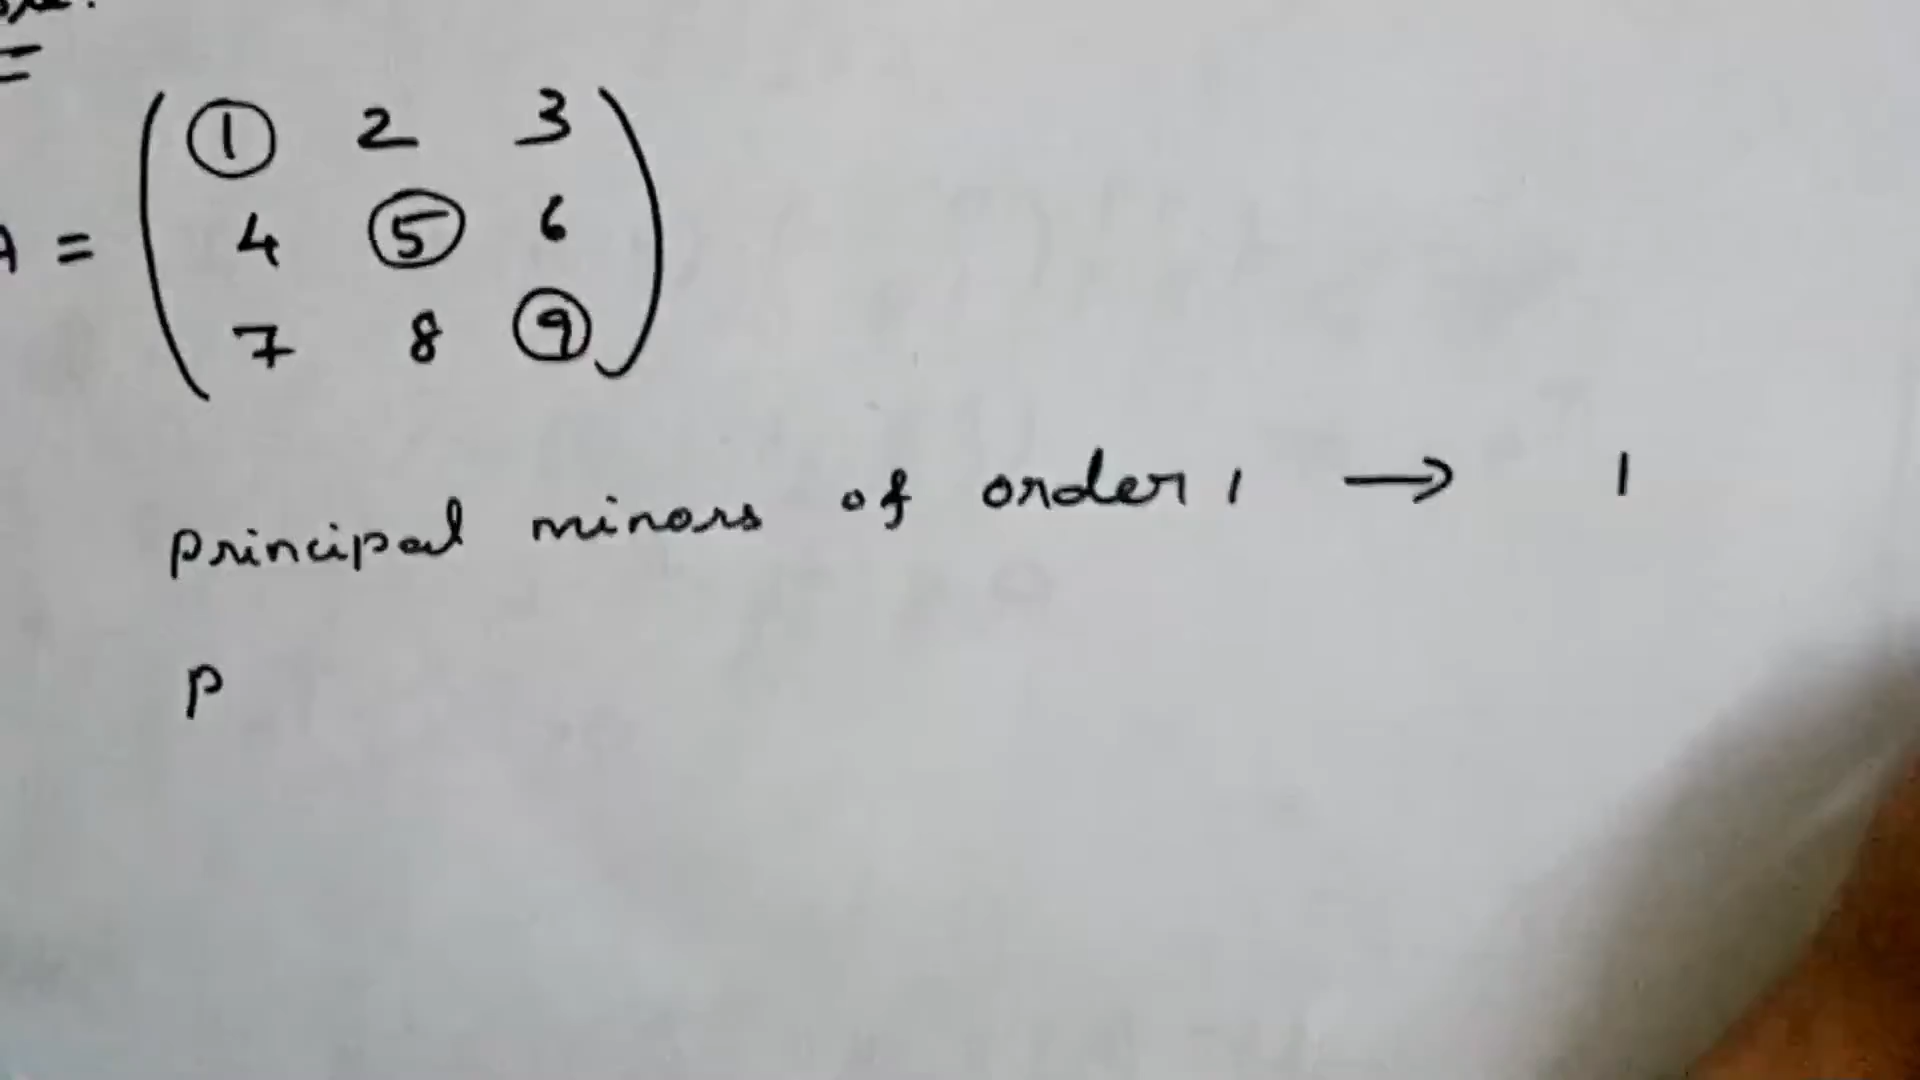 1 2 3
A = 4 5 6
7 8 9
principal minors of order 1 → 1
P